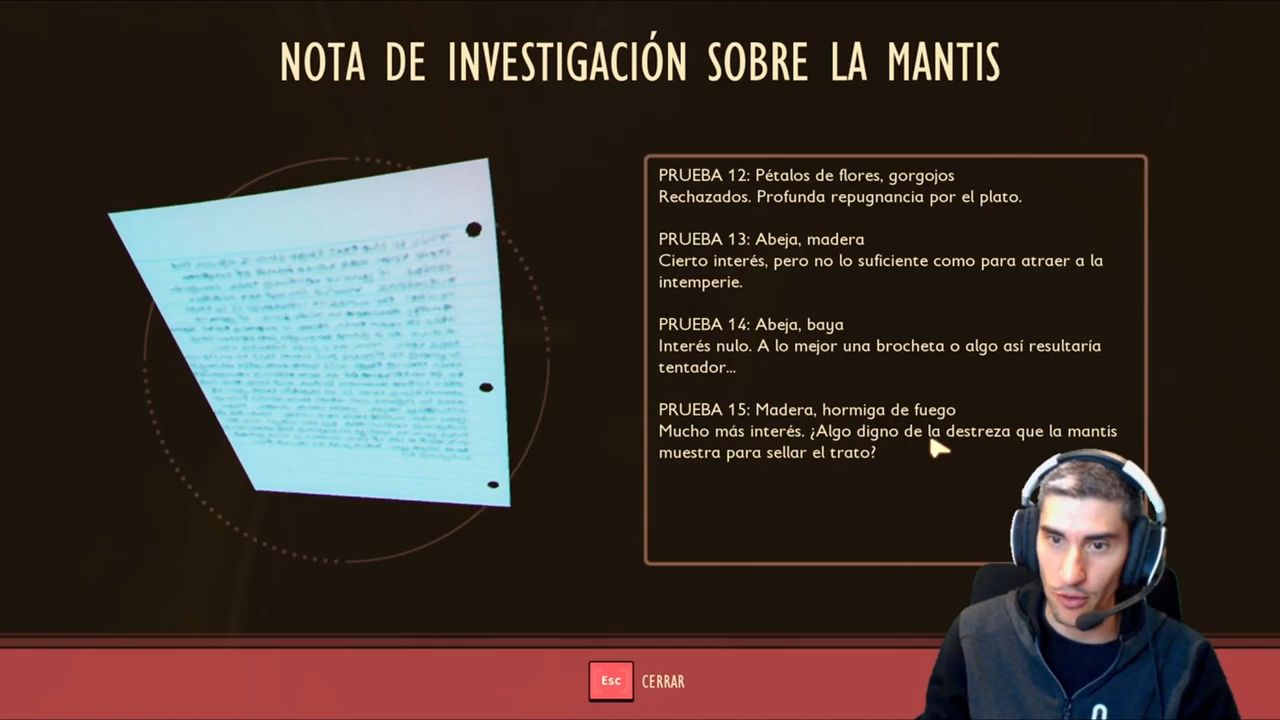 NOTA DE INVESTIGACIÓN SOBRE LA MANTIS
PRUEBA 12: Pétalos de flores, gorgojos
Rechazados. Profunda repugnancia por el plato.
PRUEBA 13: Abeja, madera
Cierto interés, pero no lo suficiente como para atraer a la
intemperie.
PRUEBA 14: Abeja, baya
Interés nulo. A lo mejor una brocheta o algo así resultaría
tentador...
PRUEBA 15: Madera, hormiga de fuego
Mucho más interés. ¿Algo digno de la destreza que la mantis
muestra para sellar el trato?
Esc CERRAR